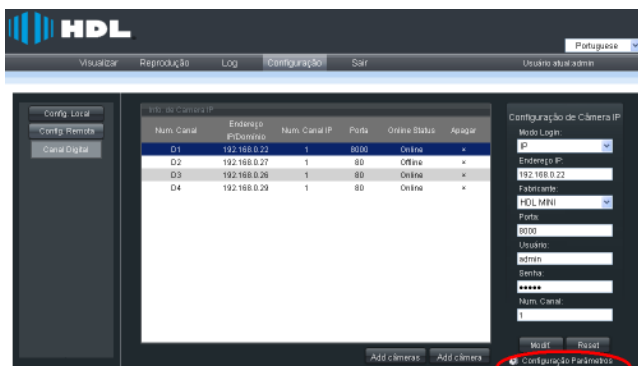 HDL
Portuguese
Visualizar Reprodução Log Configuração Sair Usuário atual:admin
Config. Local
Config. Remota
Canal Digital
Info. de Câmera IP
Num. Canal Endereço IP/Domínio Num. Canal IP Porta Online Status Apagar
D1 192.168.0.22 1 8000 Online ×
D2 192.168.0.27 1 80 Offline ×
D3 192.168.0.26 1 80 Online ×
D4 192.168.0.29 1 80 Online ×
Add câmeras Add câmera
Configuração de Câmera IP
Modo Login:
IP
Endereço IP:
192.168.0.22
Fabricante:
HDL MINI
Porta:
8000
Usuário:
admin
Senha:
•••••
Num. Canal:
1
Modif. Reset
Configuração Parâmetros